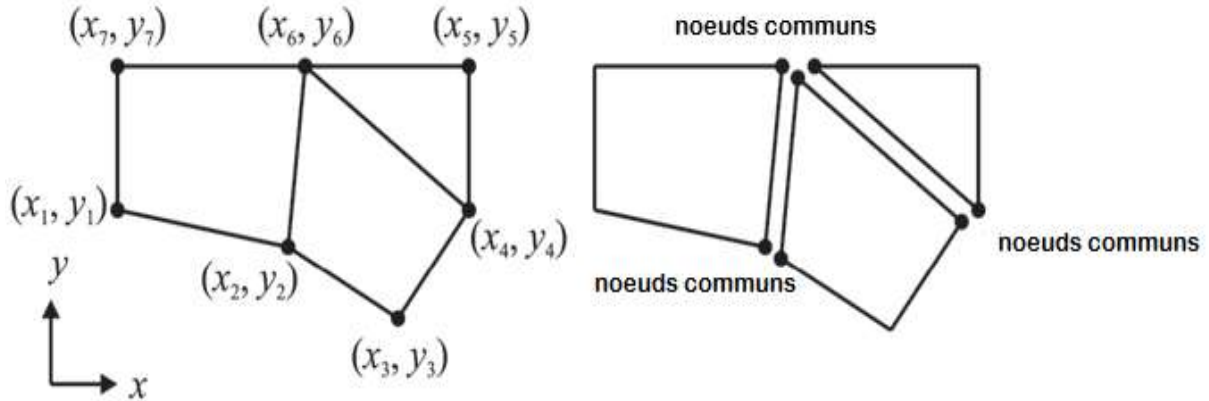 (x₇, y₇) (x₆, y₆) (x₅, y₅) noeuds communs
(x₁, y₁)
(x₄, y₄) noeuds communs
(x₂, y₂) noeuds communs
y
(x₃, y₃)
x